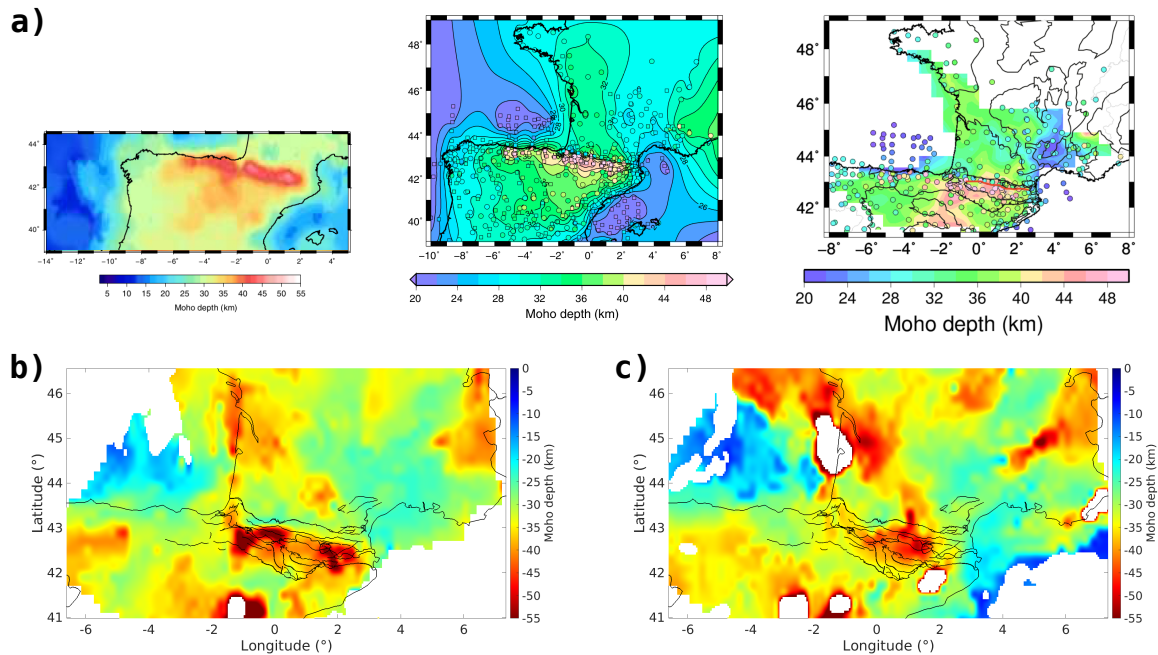 a)
44˚
42˚
40˚
−14˚ −12˚ −10˚ −8˚ −6˚ −4˚ −2˚ 0˚ 2˚ 4˚
5 10 15 20 25 30 35 40 45 50 55
Moho depth (km)
48˚
46˚
44˚
42˚
40˚
−10˚ −8˚ −6˚ −4˚ −2˚ 0˚ 2˚ 4˚ 6˚ 8˚
20 24 28 32 36 40 44 48
Moho depth (km)
48˚
46˚
44˚
42˚
−8˚ −6˚ −4˚ −2˚ 0˚ 2˚ 4˚ 6˚ 8˚
20 24 28 32 36 40 44 48
Moho depth (km)
b)
46
45
44
43
42
41
Latitude (°)
-6 -4 -2 0 2 4 6
Longitude (°)
0
-5
-10
-15
-20
-25
-30
-35
-40
-45
-50
-55
Moho depth (km)
c)
46
45
44
43
42
41
Latitude (°)
-6 -4 -2 0 2 4 6
Longitude (°)
0
-5
-10
-15
-20
-25
-30
-35
-40
-45
-50
-55
Moho depth (km)